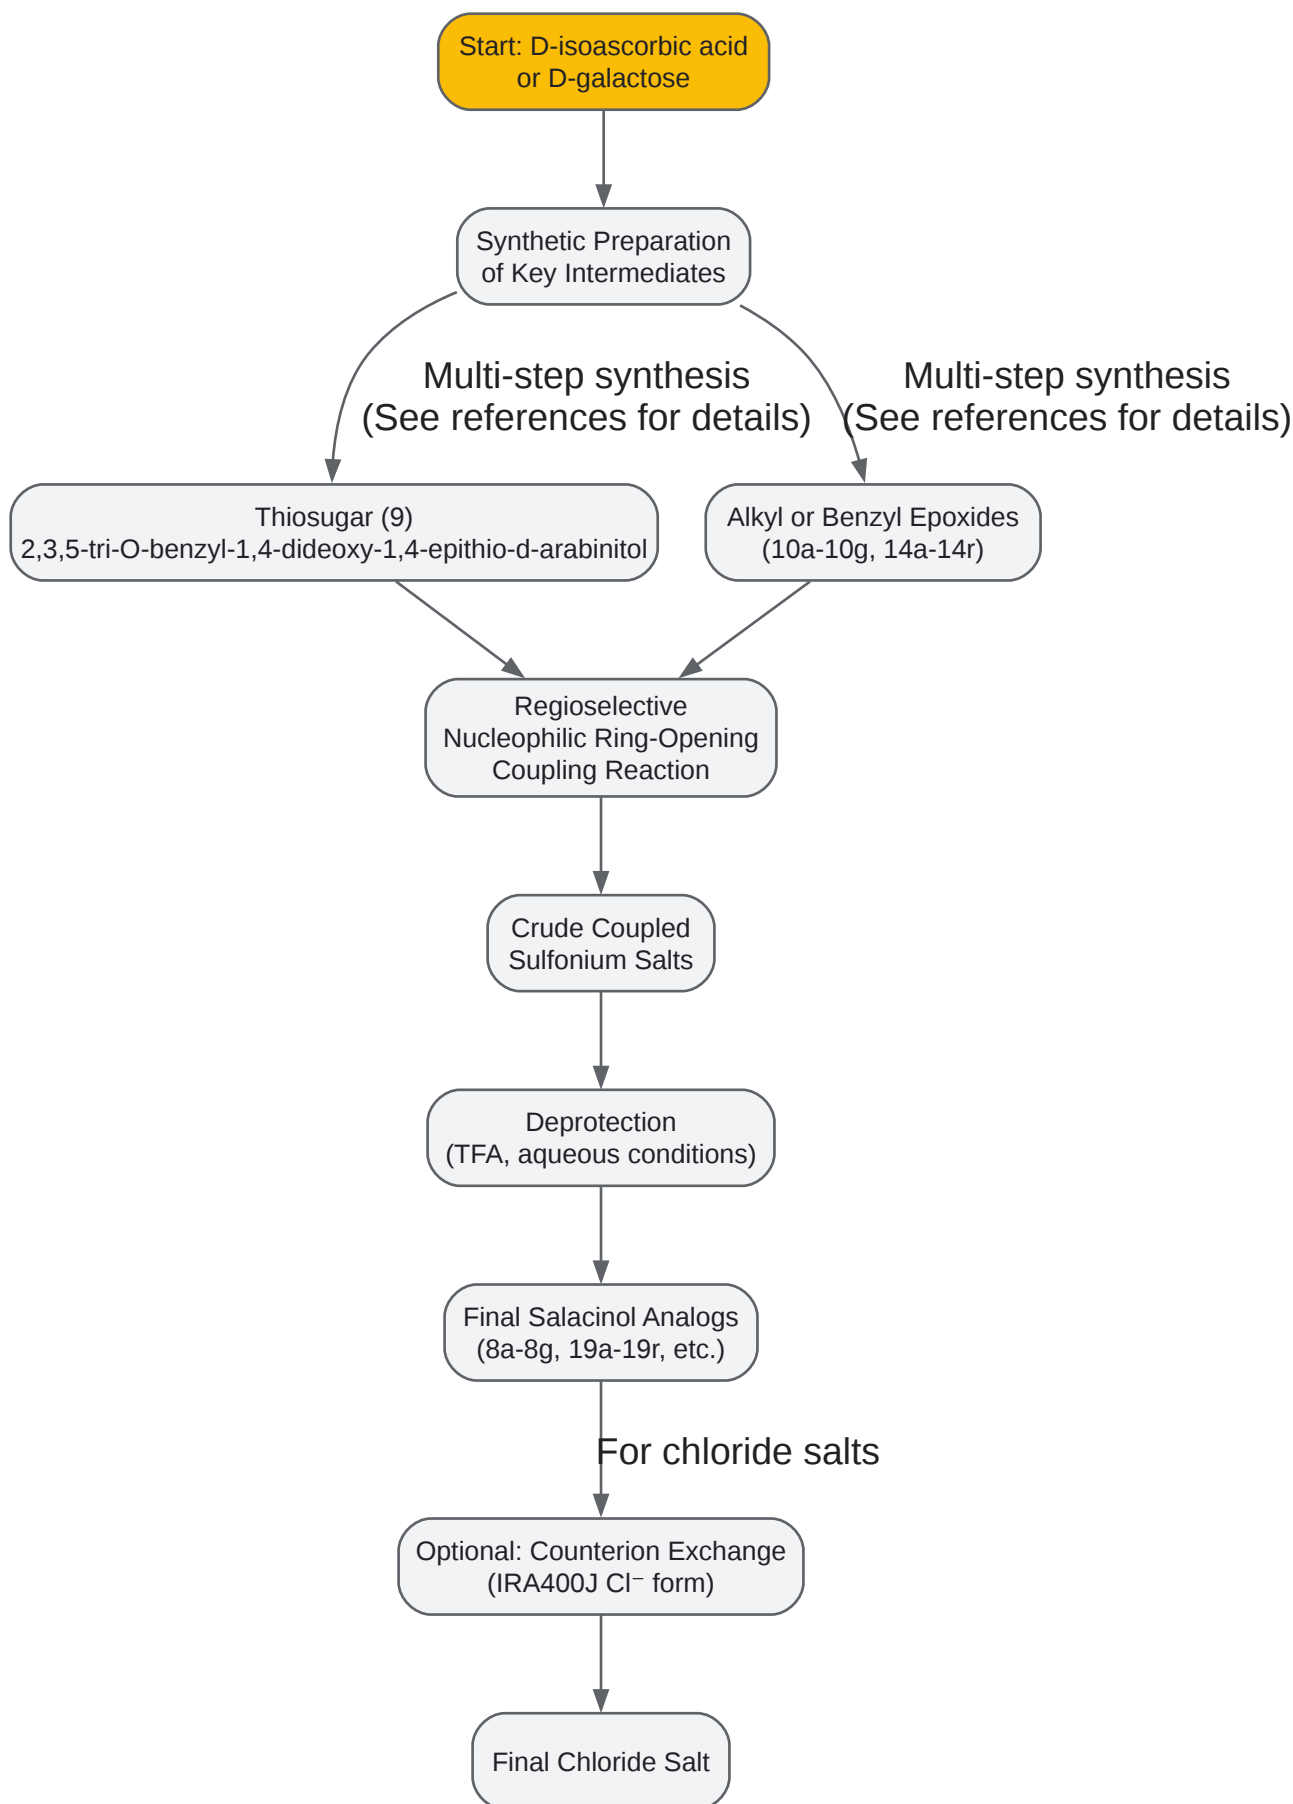 Start: D-isoascorbic acid
or D-galactose
Synthetic Preparation
of Key Intermediates
Multi-step synthesis
(See references for details)
Multi-step synthesis
(See references for details)
Thiosugar (9)
2,3,5-tri-O-benzyl-1,4-dideoxy-1,4-epithio-d-arabinitol
Alkyl or Benzyl Epoxides
(10a-10g, 14a-14r)
Regioselective
Nucleophilic Ring-Opening
Coupling Reaction
Crude Coupled
Sulfonium Salts
Deprotection
(TFA, aqueous conditions)
Final Salacinol Analogs
(8a-8g, 19a-19r, etc.)
For chloride salts
Optional: Counterion Exchange
(IRA400J Cl⁻ form)
Final Chloride Salt